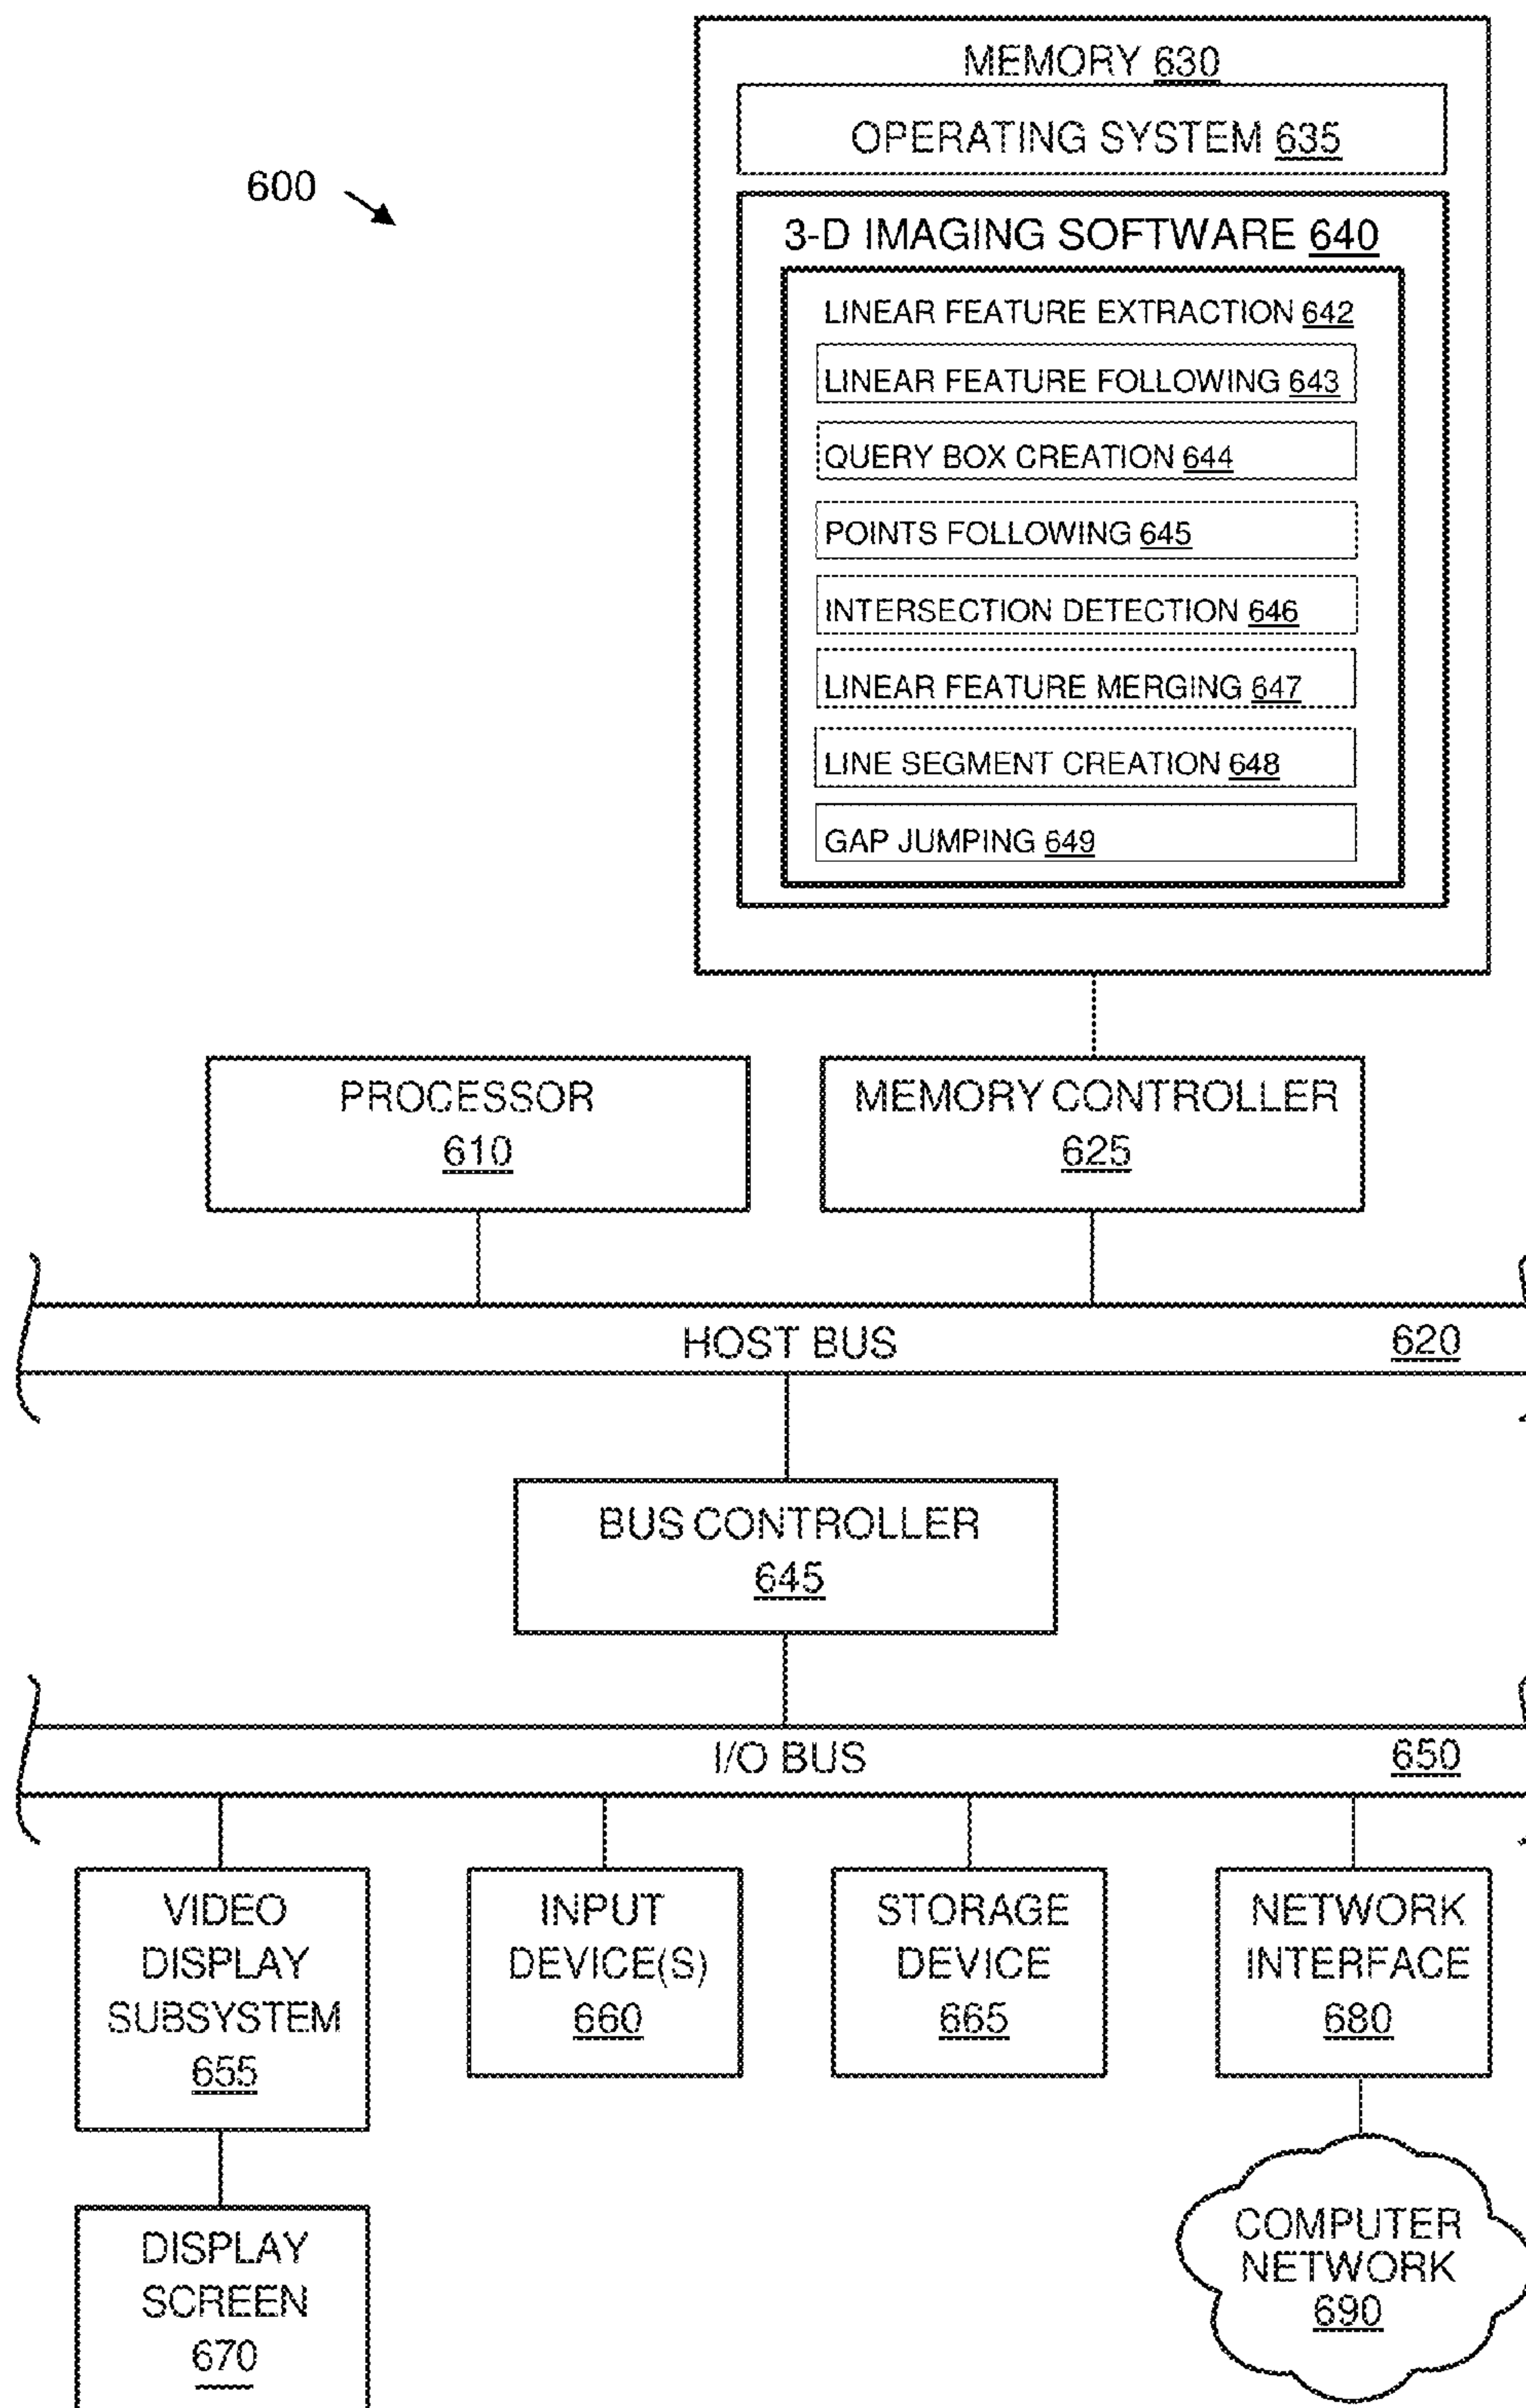 MEMORY 630
OPERATING SYSTEM 635
600
3-D IMAGING SOFTWARE 640
LINEAR FEATURE EXTRACTION 642
LINEAR FEATURE FOLLOWING 643
QUERY BOX CREATION 644
POINTS FOLLOWING 645
INTERSECTION DETECTION 646
LINEAR FEATURE MERGING 647
LINE SEGMENT CREATION 648
GAP JUMPING 649
PROCESSOR
610
MEMORY CONTROLLER
625
HOST BUS 620
BUS CONTROLLER
645
I/O BUS 650
VIDEO
DISPLAY
SUBSYSTEM
655
INPUT
DEVICE(S)
660
STORAGE
DEVICE
665
NETWORK
INTERFACE
680
DISPLAY
SCREEN
670
COMPUTER
NETWORK
690